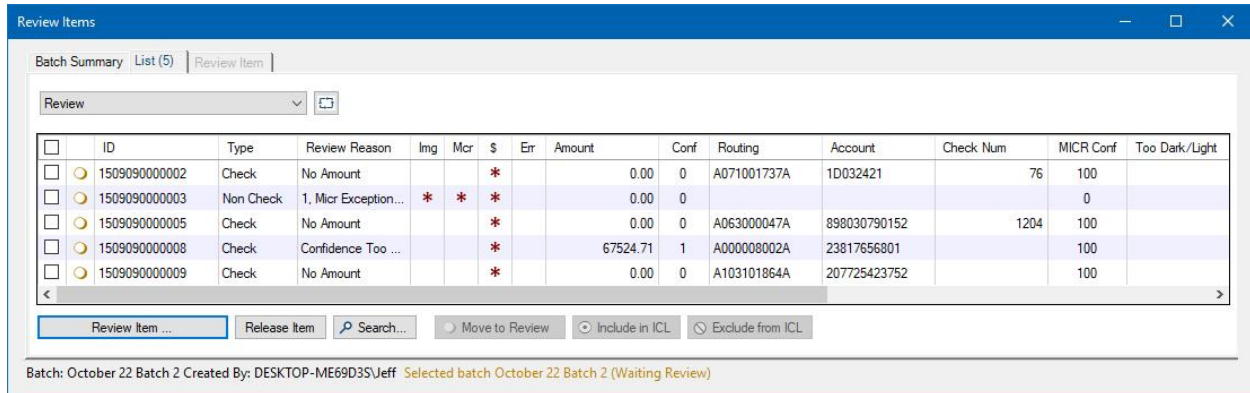 Review Items
Batch Summary List (5) Review Item
Review
ID Type Review Reason Img Mcr $ Err Amount Conf Routing Account Check Num MICR Conf Too Dark/Light
1509090000002 Check No Amount * 0.00 0 A071001737A 1D032421 76 100
1509090000003 Non Check 1, Micr Exception... * * * 0.00 0 0
1509090000005 Check No Amount * 0.00 0 A063000047A 898030790152 1204 100
1509090000008 Check Confidence Too ... * 67524.71 1 A000008002A 23817656801 100
1509090000009 Check No Amount * 0.00 0 A103101864A 207725423752 100
Review Item ... Release Item Search... Move to Review Include in ICL Exclude from ICL
Batch: October 22 Batch 2 Created By: DESKTOP-ME69D3S\Jeff Selected batch October 22 Batch 2 (Waiting Review)